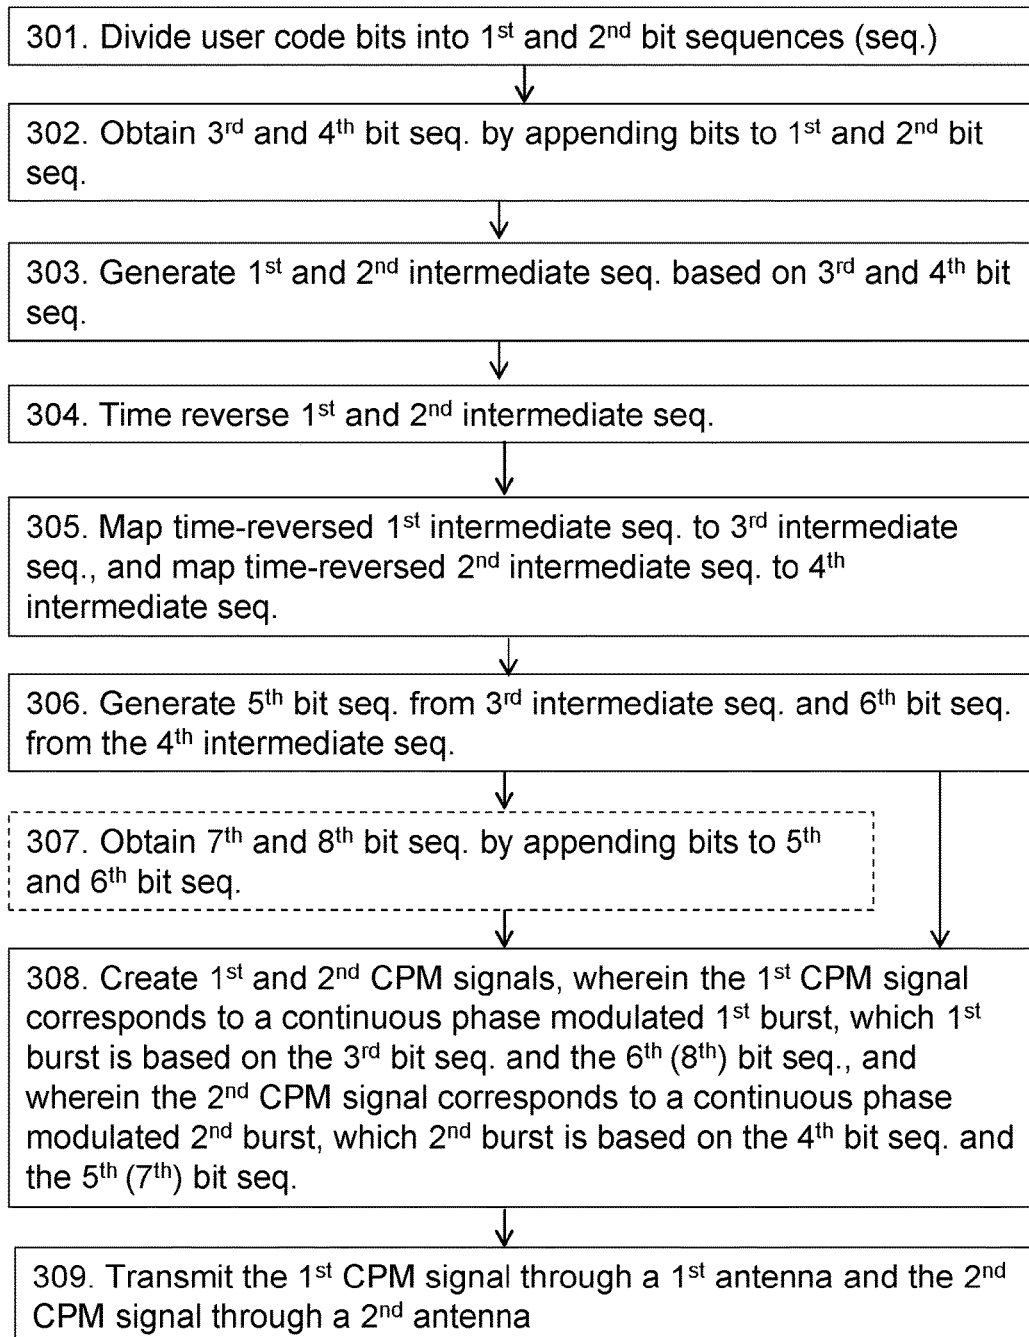 301. Divide user code bits into 1st and 2nd bit sequences (seq.)
302. Obtain 3rd and 4th bit seq. by appending bits to 1st and 2nd bit
seq.
303. Generate 1st and 2nd intermediate seq. based on 3rd and 4th bit
seq.
304. Time reverse 1st and 2nd intermediate seq.
305. Map time-reversed 1st intermediate seq. to 3rd intermediate
seq., and map time-reversed 2nd intermediate seq. to 4th
intermediate seq.
306. Generate 5th bit seq. from 3rd intermediate seq. and 6th bit seq.
from the 4th intermediate seq.
307. Obtain 7th and 8th bit seq. by appending bits to 5th
and 6th bit seq.
308. Create 1st and 2nd CPM signals, wherein the 1st CPM signal
corresponds to a continuous phase modulated 1st burst, which 1st
burst is based on the 3rd bit seq. and the 6th (8th) bit seq., and
wherein the 2nd CPM signal corresponds to a continuous phase
modulated 2nd burst, which 2nd burst is based on the 4th bit seq. and
the 5th (7th) bit seq.
309. Transmit the 1st CPM signal through a 1st antenna and the 2nd
CPM signal through a 2nd antenna